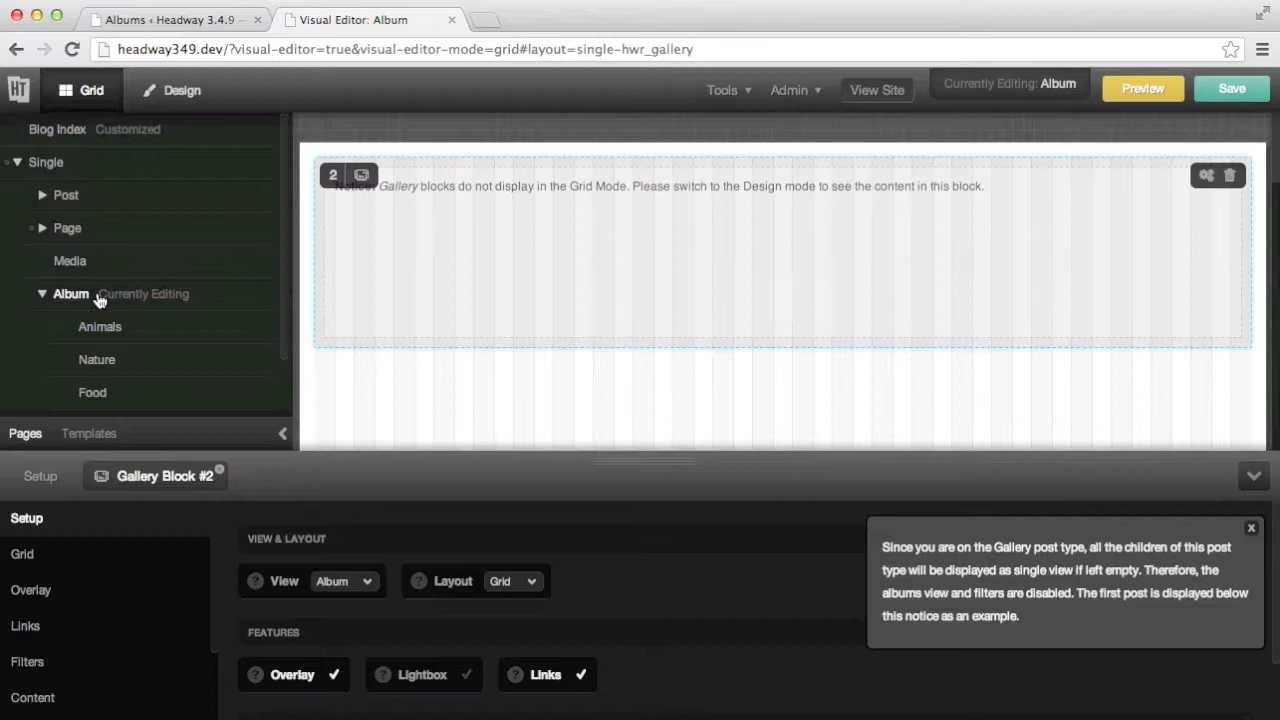 Albums ‹ Headway 3.4.9 –
Visual Editor: Album
headway349.dev/?visual-editor=true&visual-editor-mode=grid#layout=single-hwr_gallery
HT
Grid
Design
Tools
Admin
View Site
Currently Editing: Album
Preview
Save
Blog Index Customized
Single
Post
Page
Media
Album Currently Editing
Animals
Nature
Food
Pages
Templates
2
Notice: Gallery blocks do not display in the Grid Mode. Please switch to the Design mode to see the content in this block.
Setup
Gallery Block #2
Setup
Grid
Overlay
Links
Filters
Content
VIEW & LAYOUT
? View Album
? Layout Grid
FEATURES
? Overlay ✓
? Lightbox ✓
? Links ✓
x
Since you are on the Gallery post type, all the children of this post
type will be displayed as single view if left empty. Therefore, the
albums view and filters are disabled. The first post is displayed below
this notice as an example.